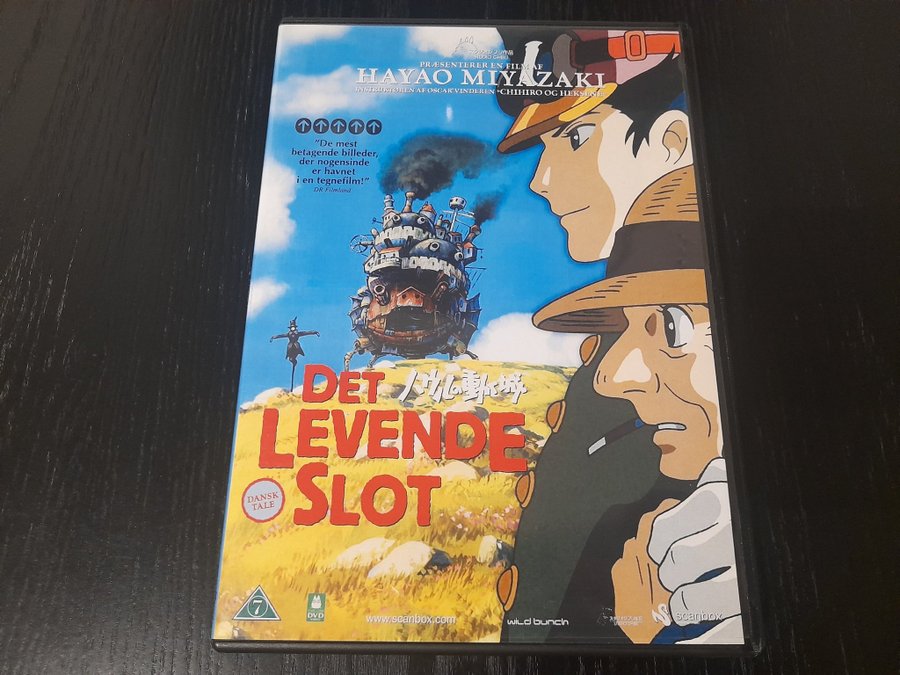 PRÆSENTERER EN FILM AF
HAYAO MIYAZAKI
INSTRUKTØREN AF OSCAR VINDEREN "CHIHIRO OG HEKSENE"
"De mest
betagende billeder,
der nogensinde
er havnet
i en tegnefilm!"
DR Filmland
DET
ハウルの動く城
LEVENDE
SLOT
DANSK
TALE
7
DVD
www.scanbox.com
wild bunch
scanbox